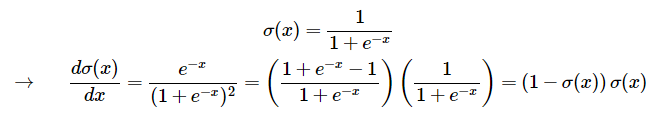 σ(x) = 1 / (1 + e^{−x})
→ dσ(x)/dx = e^{−x} / (1 + e^{−x})² = ((1 + e^{−x} − 1) / (1 + e^{−x})) (1 / (1 + e^{−x})) = (1 − σ(x)) σ(x)